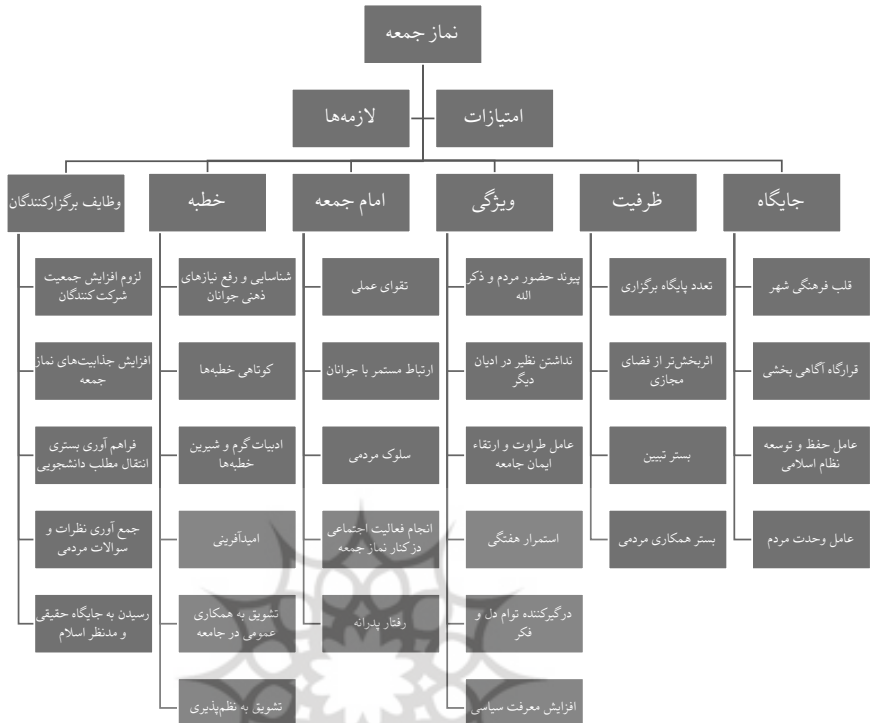 نماز جمعه
امتیازات
لازمه‌ها
جایگاه
ظرفیت
ویژگی
امام جمعه
خطبه
وظایف برگزارکنندگان
قلب فرهنگی شهر
قرارگاه آگاهی بخشی
عامل حفظ و توسعه
نظام اسلامی
عامل وحدت مردم
تعدد پایگاه برگزاری
اثربخش‌تر از فضای
مجازی
بستر تبیین
بستر همکاری مردمی
پیوند حضور مردم و ذکر
الله
نداشتن نظیر در ادیان
دیگر
عامل طراوت و ارتقاء
ایمان جامعه
استمرار هفتگی
درگیرکننده توام دل و
فکر
افزایش معرفت سیاسی
تقوای عملی
ارتباط مستمر با جوانان
سلوک مردمی
انجام فعالیت اجتماعی
در کنار نماز جمعه
رفتار پدرانه
شناسایی و رفع نیازهای
ذهنی جوانان
کوتاهی خطبه‌ها
ادبیات گرم و شیرین
خطبه‌ها
امیدآفرینی
تشویق به همکاری
عمومی در جامعه
تشویق به نظم‌پذیری
لزوم افزایش جمعیت
شرکت کنندگان
افزایش جذابیت‌های نماز
جمعه
فراهم آوری بستری
انتقال مطلب دانشجویی
جمع آوری نظرات و
سوالات مردمی
رسیدن به جایگاه حقیقی
و مدنظر اسلام